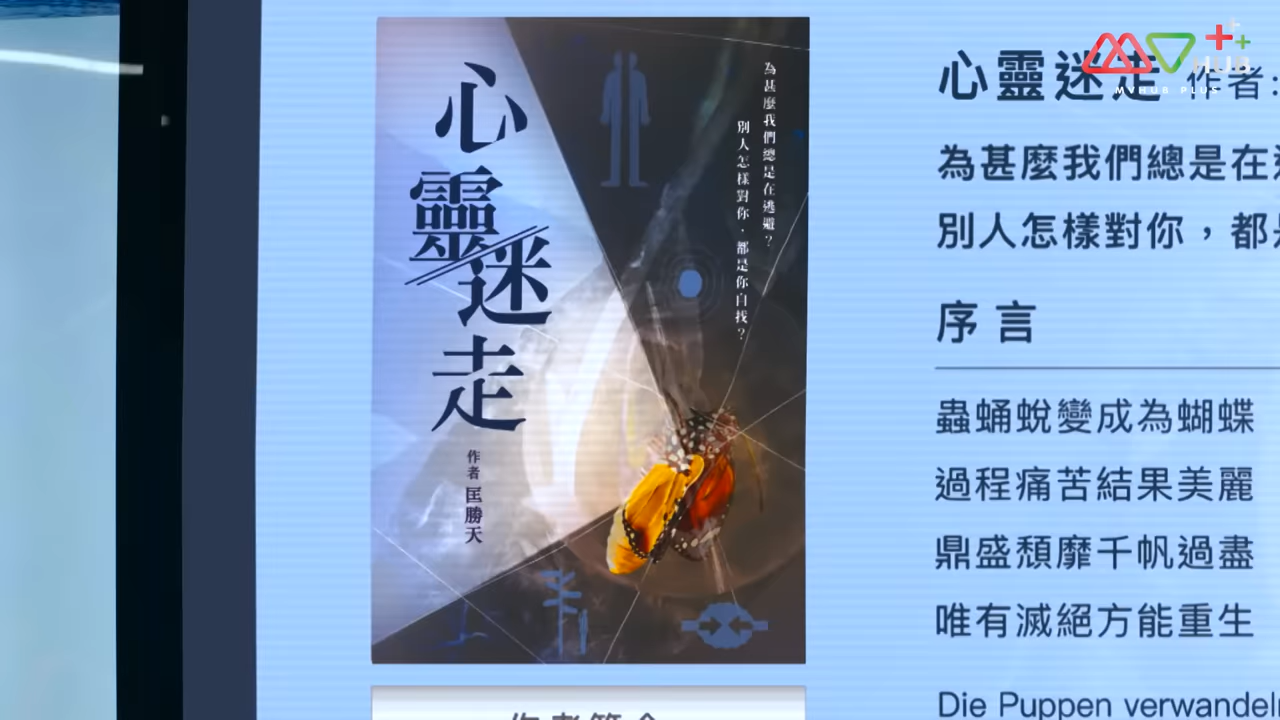 心靈迷走
作者 匡勝天
為甚麼我們總是在逃避？
別人怎樣對你，都是你自找？
心靈迷走 作者:
為甚麼我們總是在
別人怎樣對你，都
序言
蟲蛹蛻變成為蝴蝶
過程痛苦結果美麗
鼎盛頹靡千帆過盡
唯有滅絕方能重生
Die Puppen
MVHUB PLUS